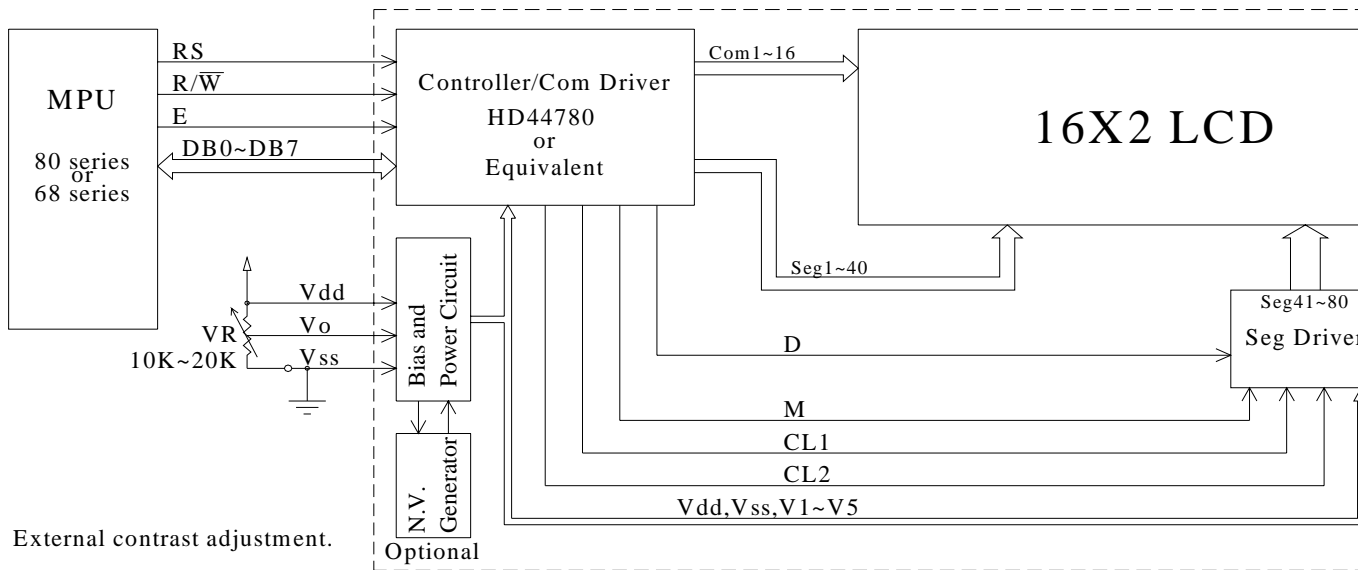 RS
R/W̅
E
DB0~DB7
MPU
80 series
or
68 series
Controller/Com Driver
HD44780
or
Equivalent
Com1~16
16X2 LCD
Seg1~40
Seg41~80
Seg Driver
Vdd
Vo
Vss
VR
10K~20K
Bias and
Power Circuit
N.V.
Generator
Optional
D
M
CL1
CL2
Vdd,Vss,V1~V5
External contrast adjustment.